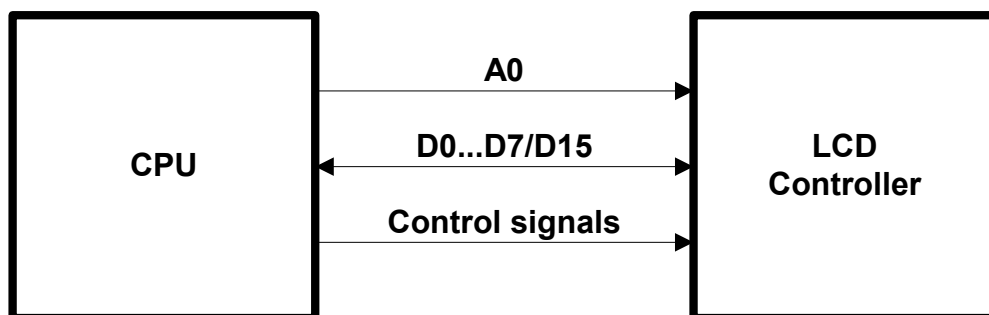 A0
CPU
D0...D7/D15
Control signals
LCD
Controller